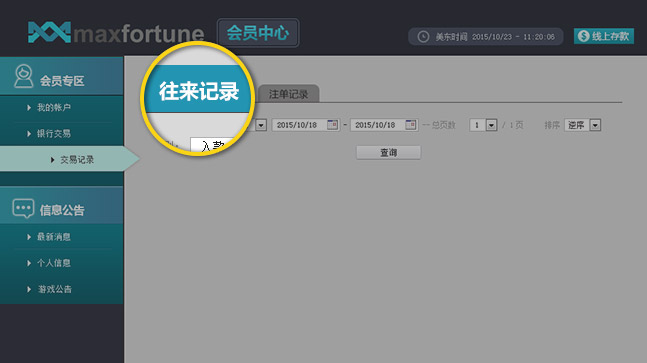 maxfortune 会员中心
美东时间 2015/10/23 - 11:20:06
线上存款
会员专区
我的帐户
银行交易
交易记录
信息公告
最新消息
个人信息
游戏公告
往来记录
注单记录
2015/10/18 - 2015/10/18 总页数 1 / 1 页 排序 逆序
入款
查询